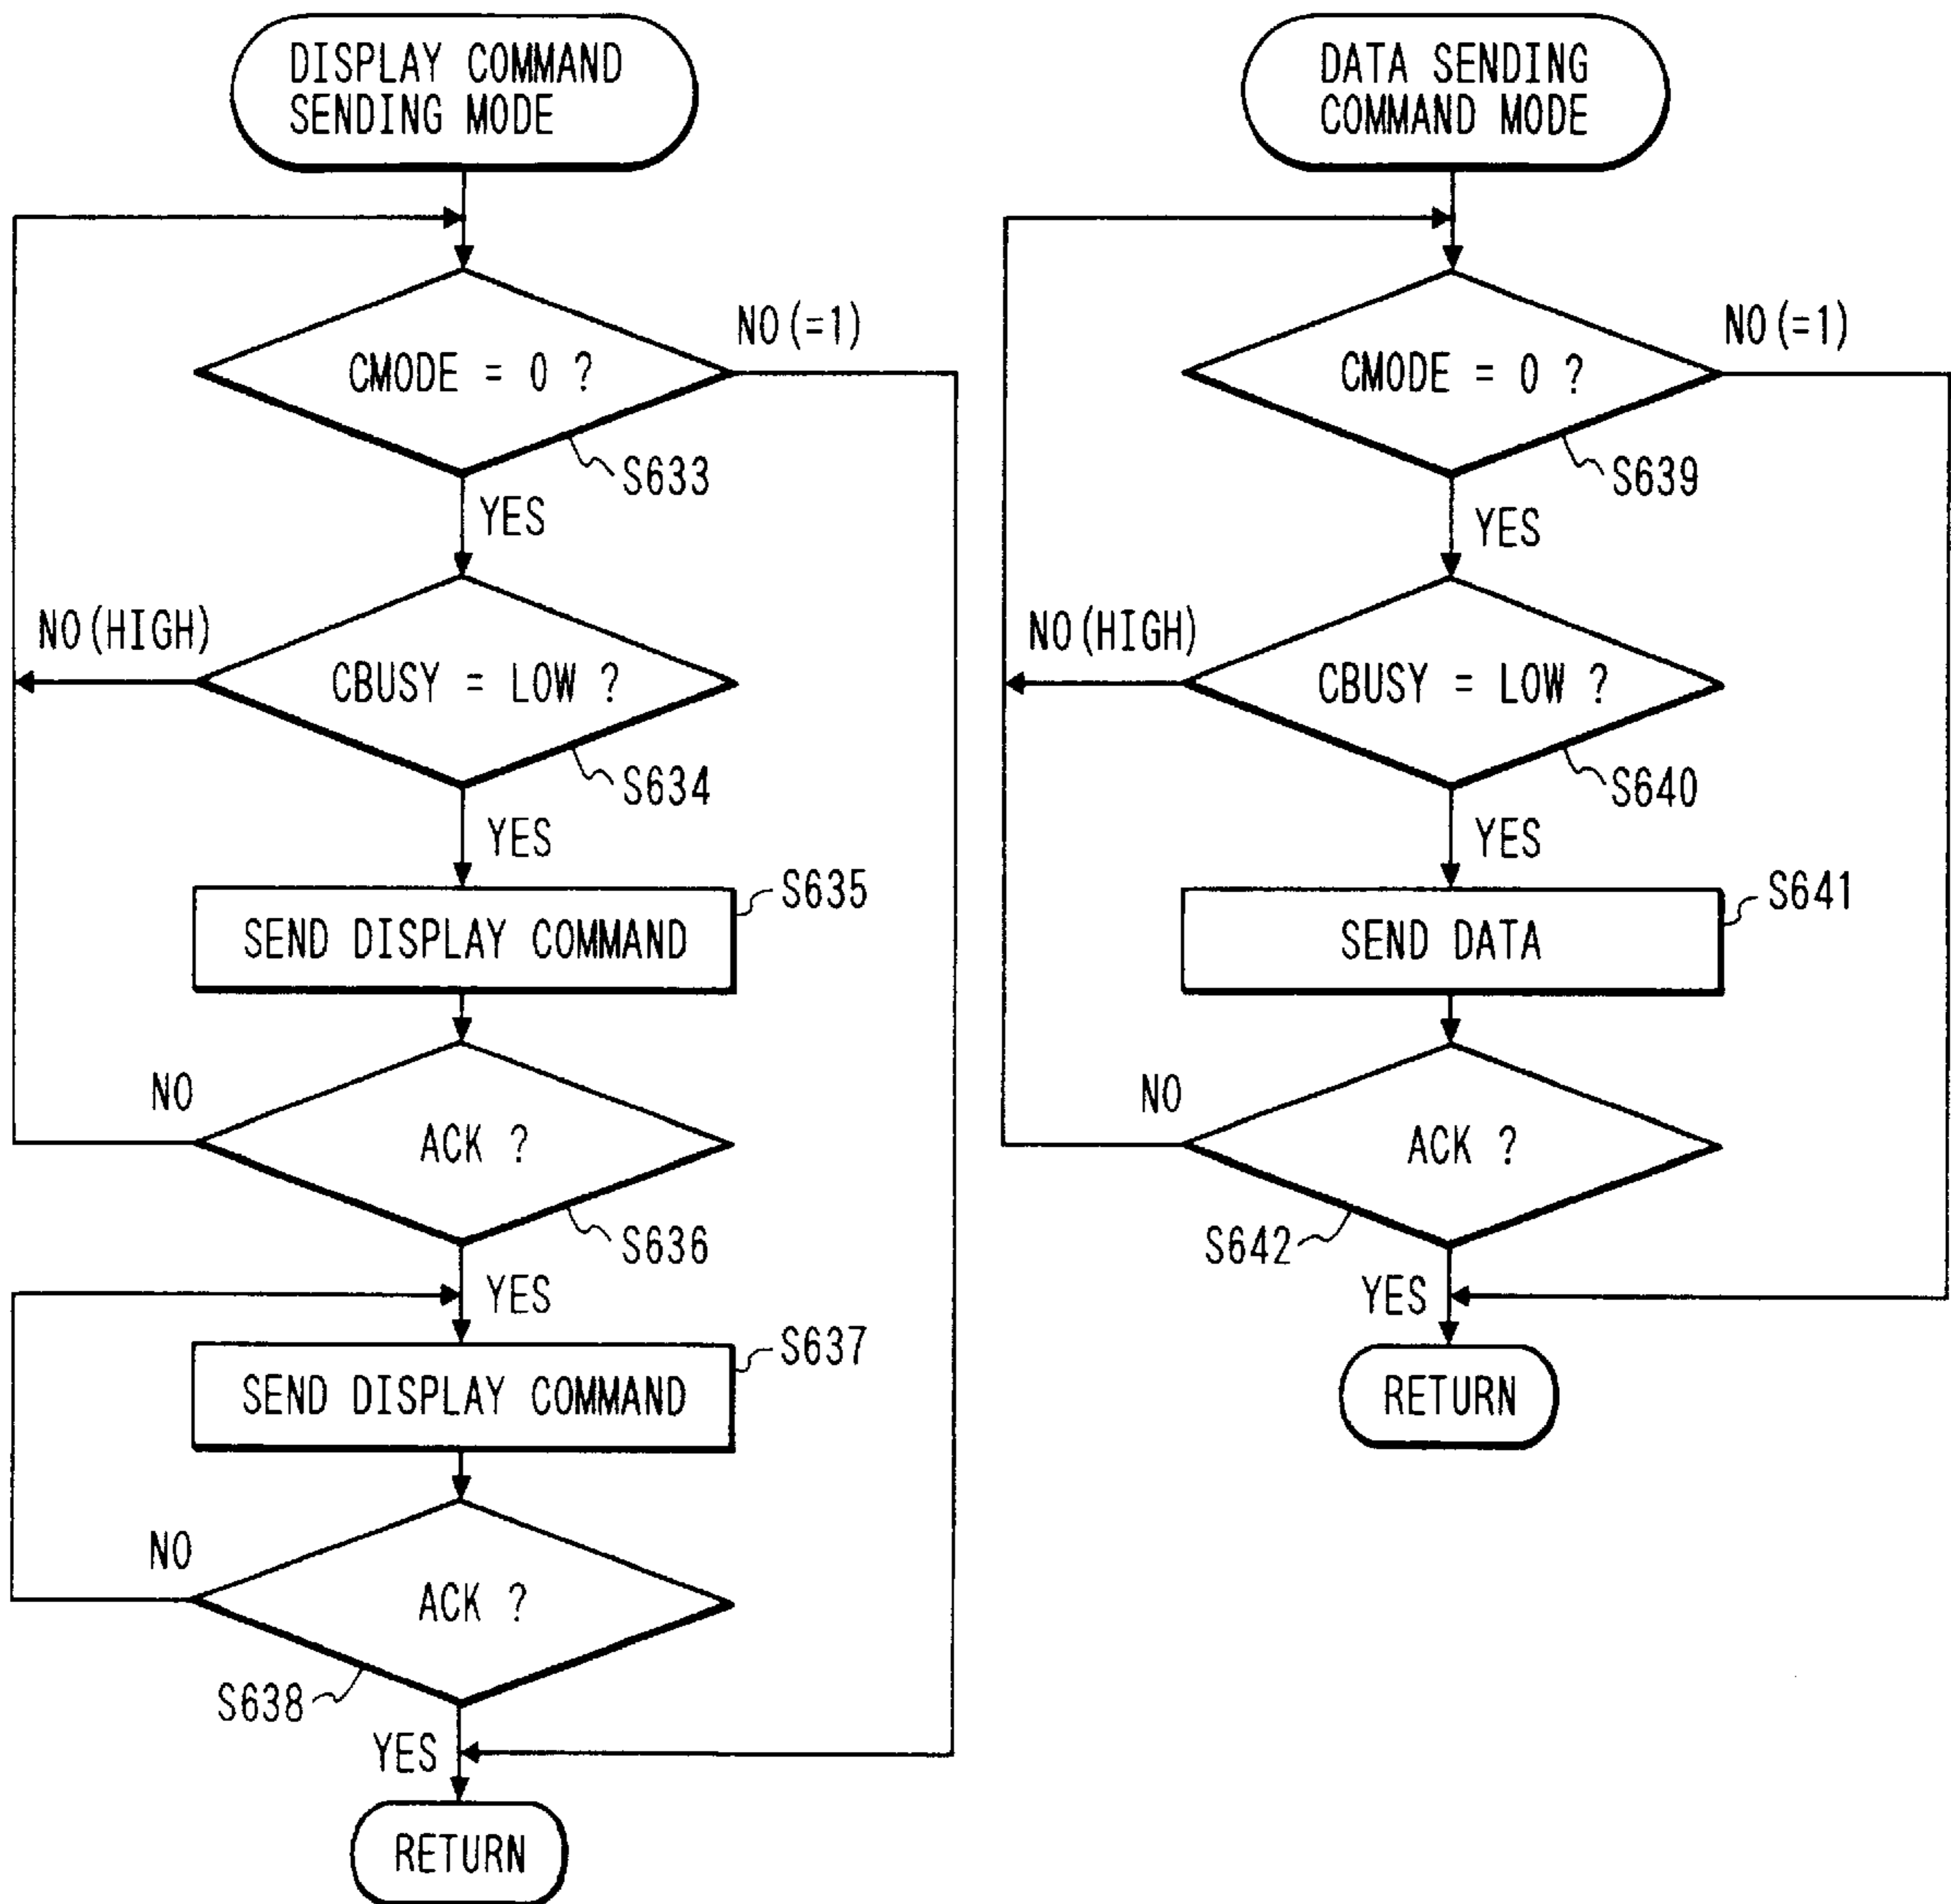 DISPLAY COMMAND
SENDING MODE
CMODE = 0 ?
NO(=1)
S633
YES
NO(HIGH)
CBUSY = LOW ?
S634
YES
S635
SEND DISPLAY COMMAND
NO
ACK ?
S636
YES
S637
SEND DISPLAY COMMAND
NO
ACK ?
S638
YES
RETURN
DATA SENDING
COMMAND MODE
NO(=1)
CMODE = 0 ?
S639
YES
NO(HIGH)
CBUSY = LOW ?
S640
YES
S641
SEND DATA
NO
ACK ?
S642
YES
RETURN